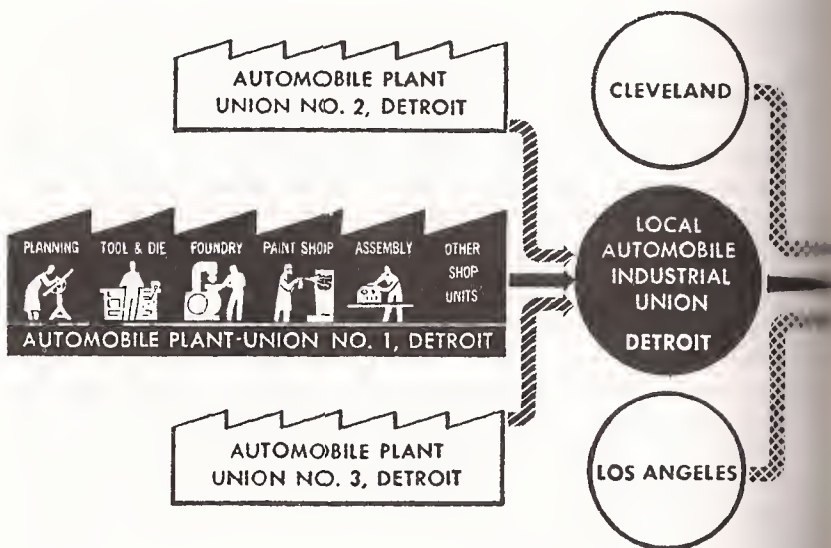 AUTOMOBILE PLANT
UNION NO. 2, DETROIT
CLEVELAND
PLANNING
TOOL & DIE
FOUNDRY
PAINT SHOP
ASSEMBLY
OTHER
SHOP
UNITS
AUTOMOBILE PLANT-UNION NO. 1, DETROIT
LOCAL
AUTOMOBILE
INDUSTRIAL
UNION
DETROIT
AUTOMOBILE PLANT
UNION NO. 3, DETROIT
LOS ANGELES